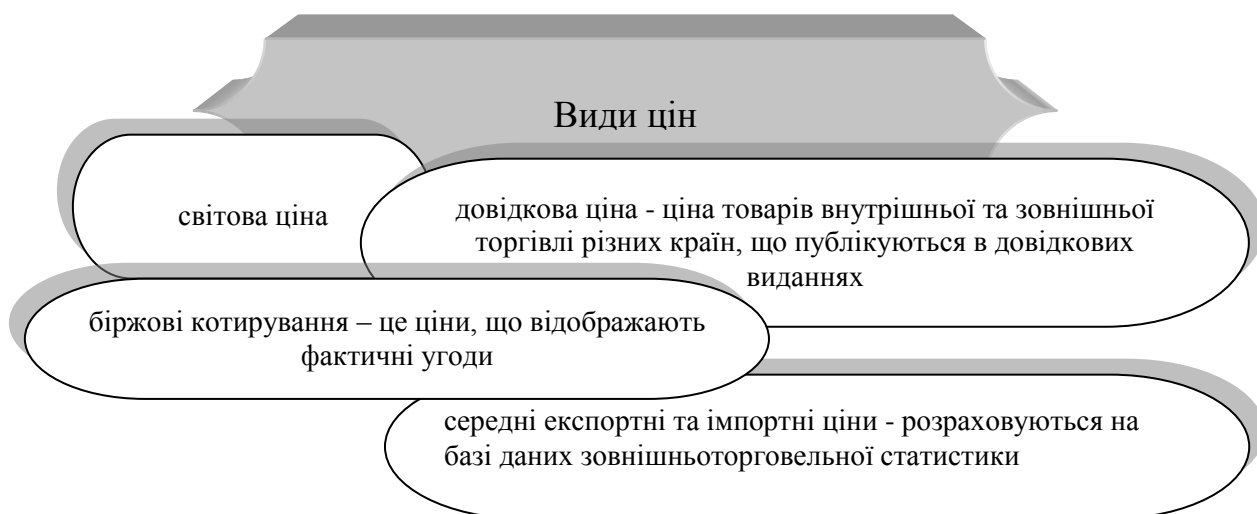 Види цін
світова ціна
довідкова ціна - ціна товарів внутрішньої та зовнішньої
торгівлі різних країн, що публікуються в довідкових
виданнях
біржові котирування – це ціни, що відображають
фактичні угоди
середні експортні та імпортні ціни - розраховуються на
базі даних зовнішньоторговельної статистики